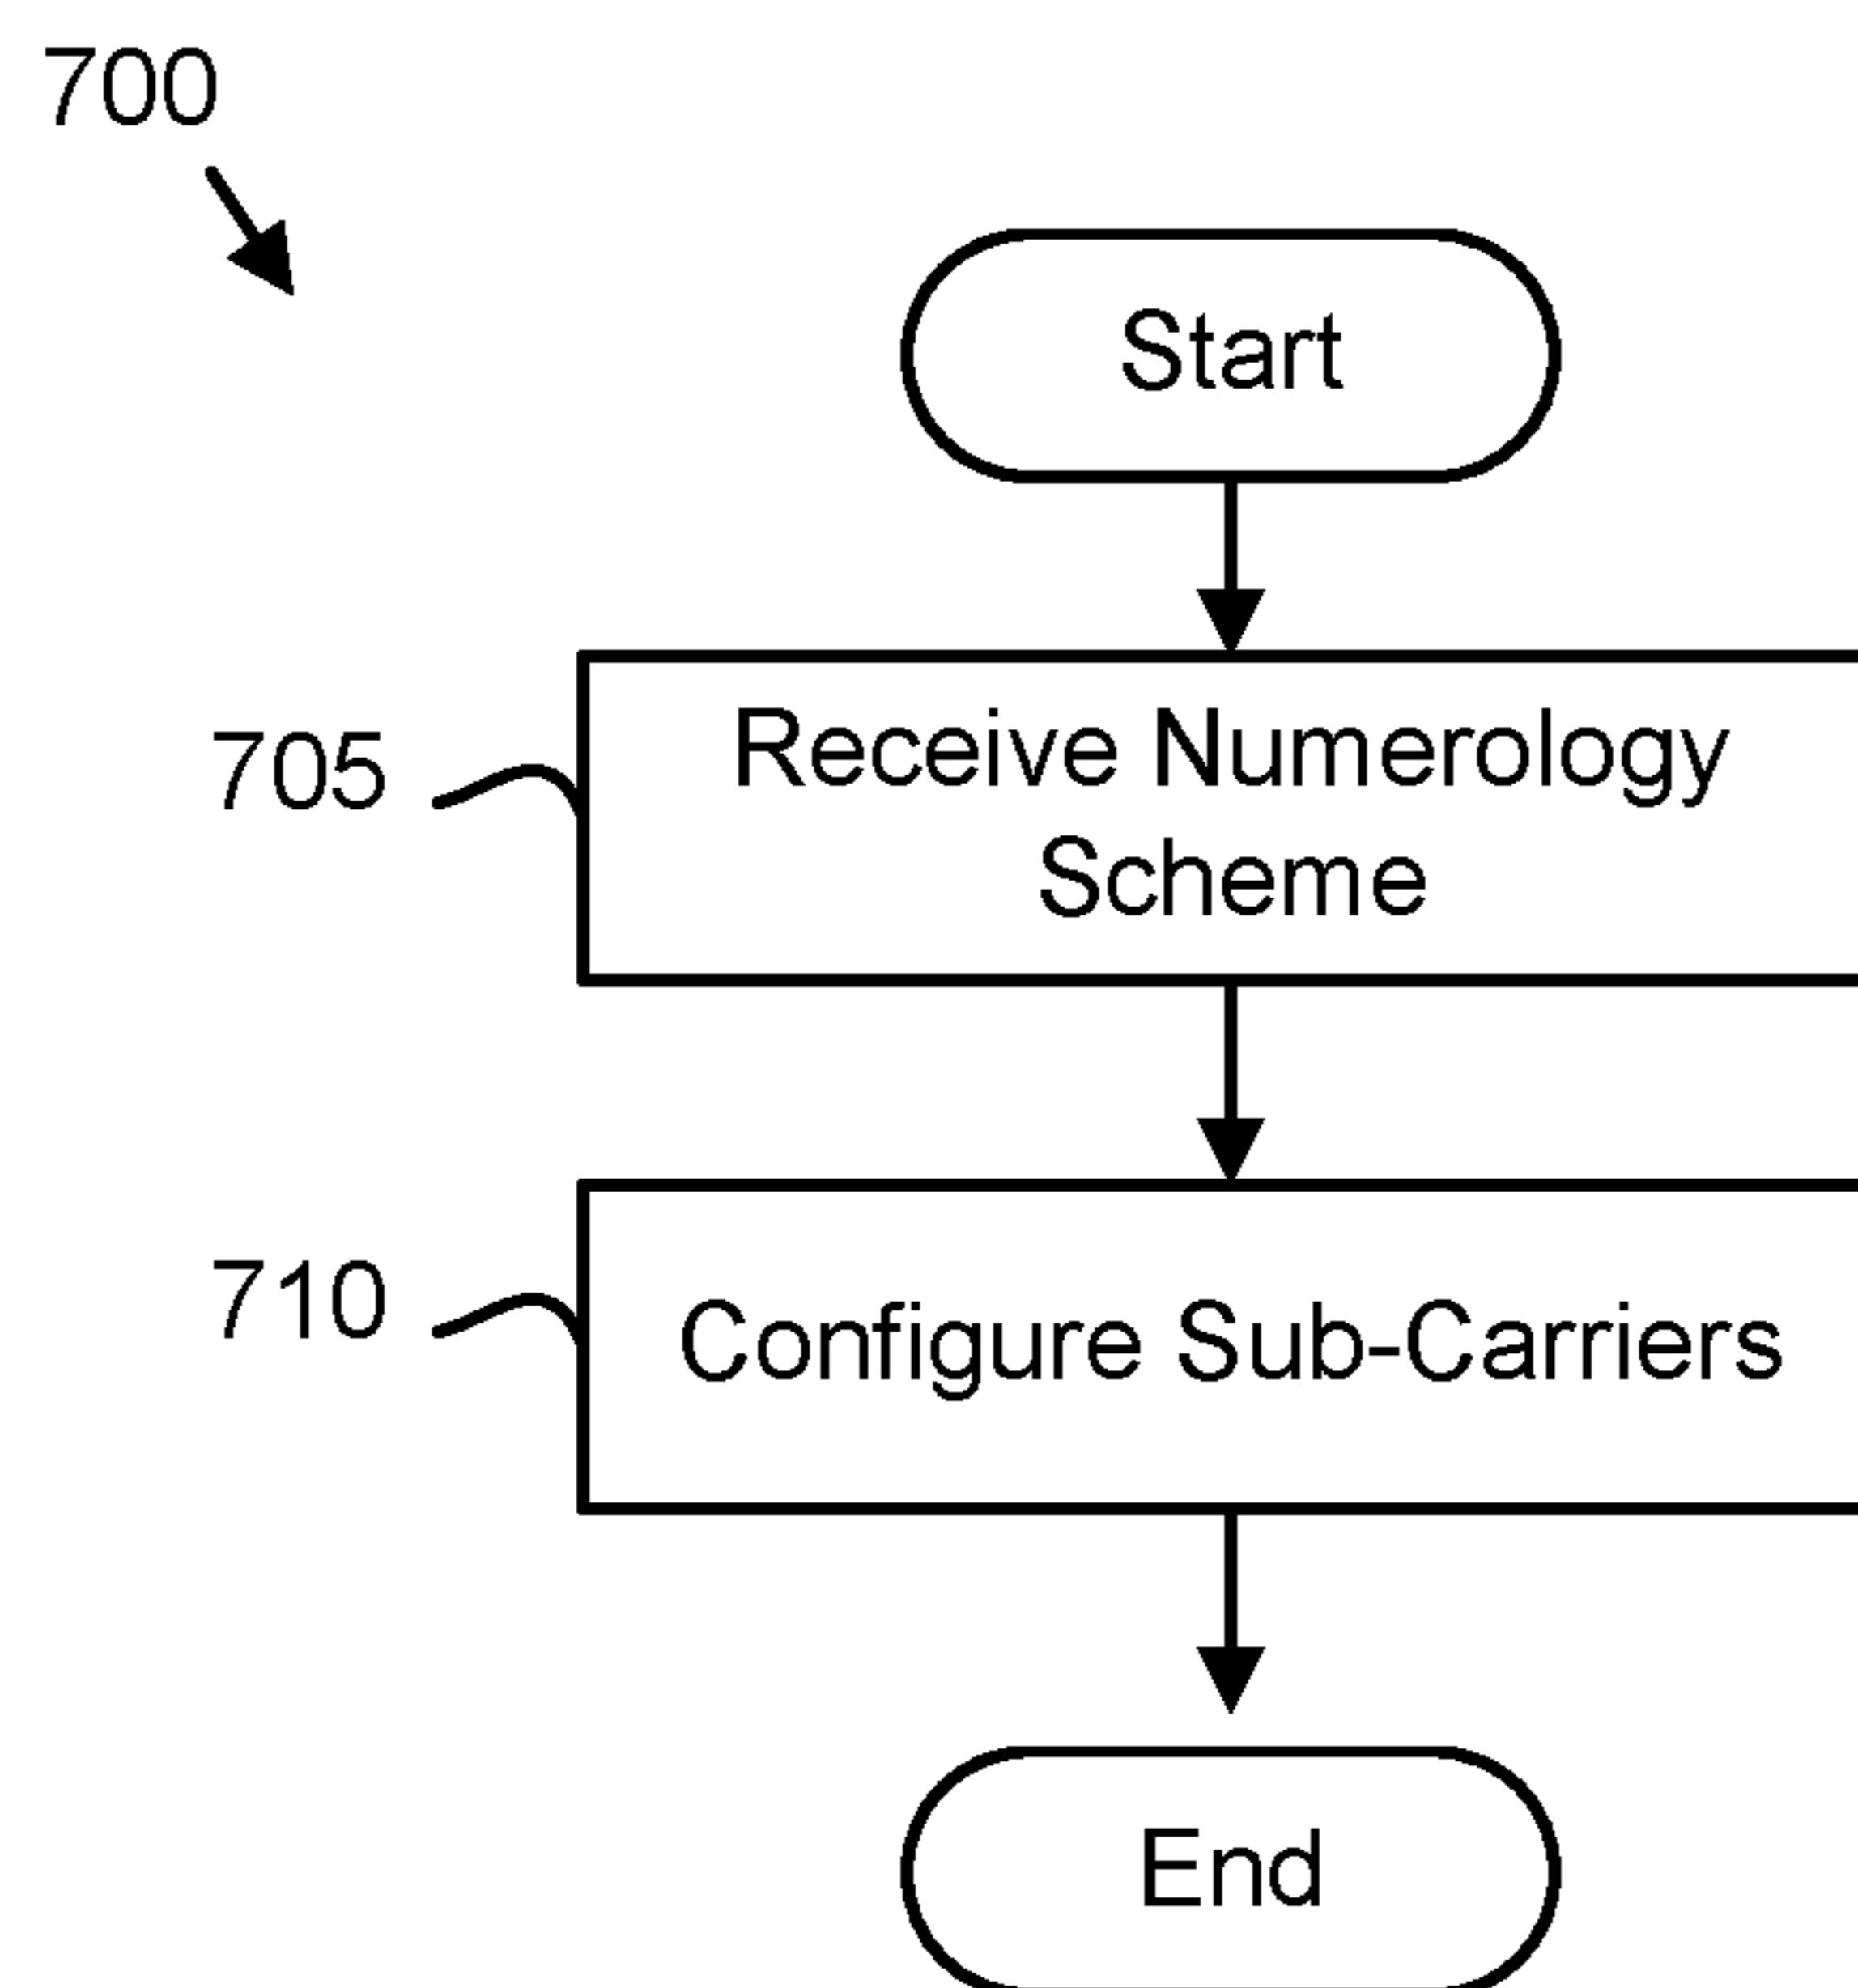 700
Start
705
Receive Numerology
Scheme
710
Configure Sub-Carriers
End